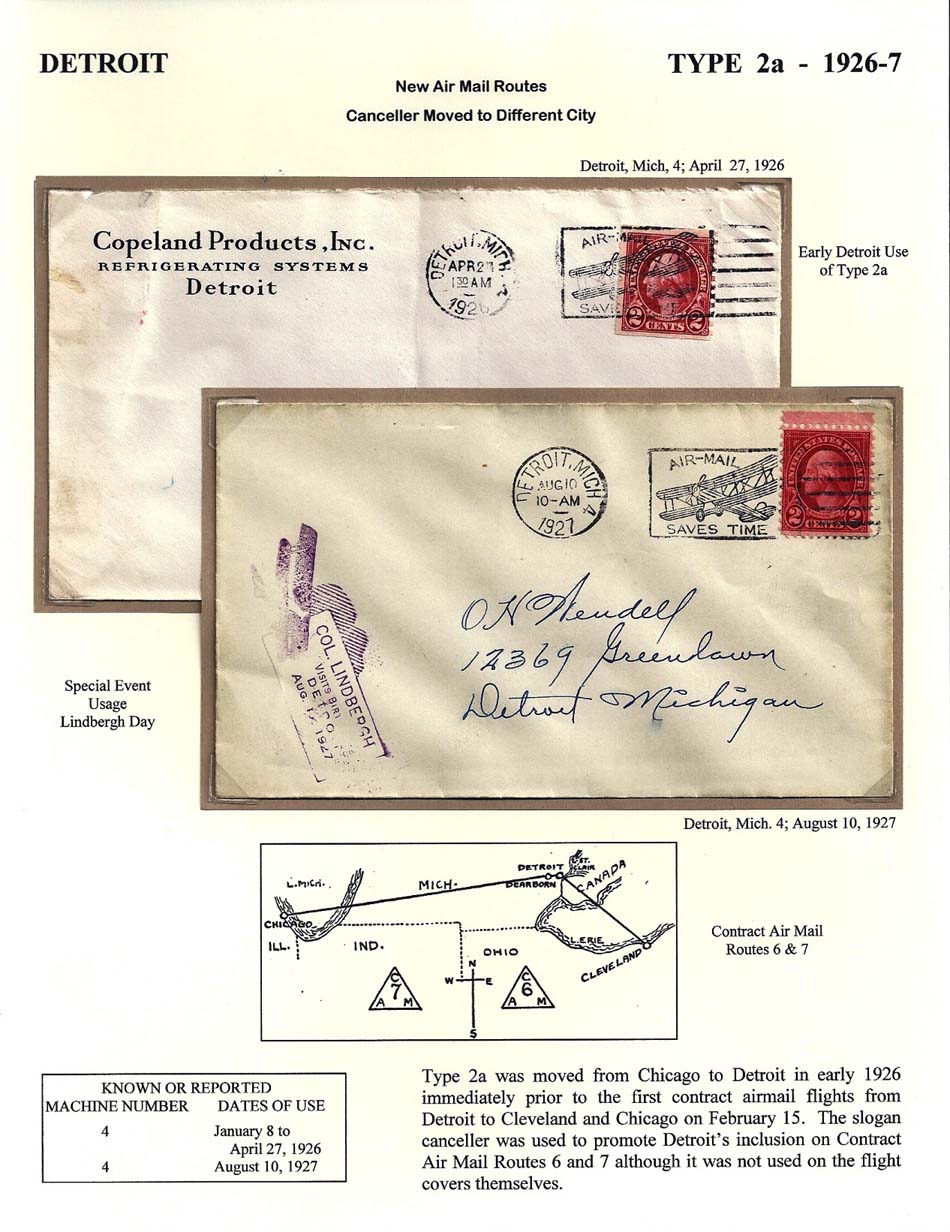 DETROIT
TYPE 2a - 1926-7
New Air Mail Routes
Canceller Moved to Different City
Detroit, Mich, 4; April 27, 1926
Copeland Products, Inc.
REFRIGERATING SYSTEMS
Detroit
DETROIT, MICH.
APR 27
1 30 AM
1926
AIR-MAIL
SAVES TIME
2 CENTS 2
Early Detroit Use
of Type 2a
DETROIT, MICH 4
AUG 10
10-AM
1927
AIR-MAIL
SAVES TIME
UNITED STATES POSTAGE
2 CENTS 2
COL. LINDBERGH
VISITS
DETRO
AUG. 1927
O H Wendell
12369 Greenlawn
Detroit Michigan
Special Event
Usage
Lindbergh Day
Detroit, Mich. 4; August 10, 1927
L. MICH.
MICH.
DETROIT
DEARBORN
L. ST.
CLAIR
CANADA
CHICAGO
ILL.
IND.
OHIO
L. ERIE
CLEVELAND
N
W E
S
C
7
A M
C
6
A M
Contract Air Mail
Routes 6 & 7
KNOWN OR REPORTED
MACHINE NUMBER DATES OF USE
4 January 8 to
April 27, 1926
4 August 10, 1927
Type 2a was moved from Chicago to Detroit in early 1926
immediately prior to the first contract airmail flights from
Detroit to Cleveland and Chicago on February 15. The slogan
canceller was used to promote Detroit's inclusion on Contract
Air Mail Routes 6 and 7 although it was not used on the flight
covers themselves.